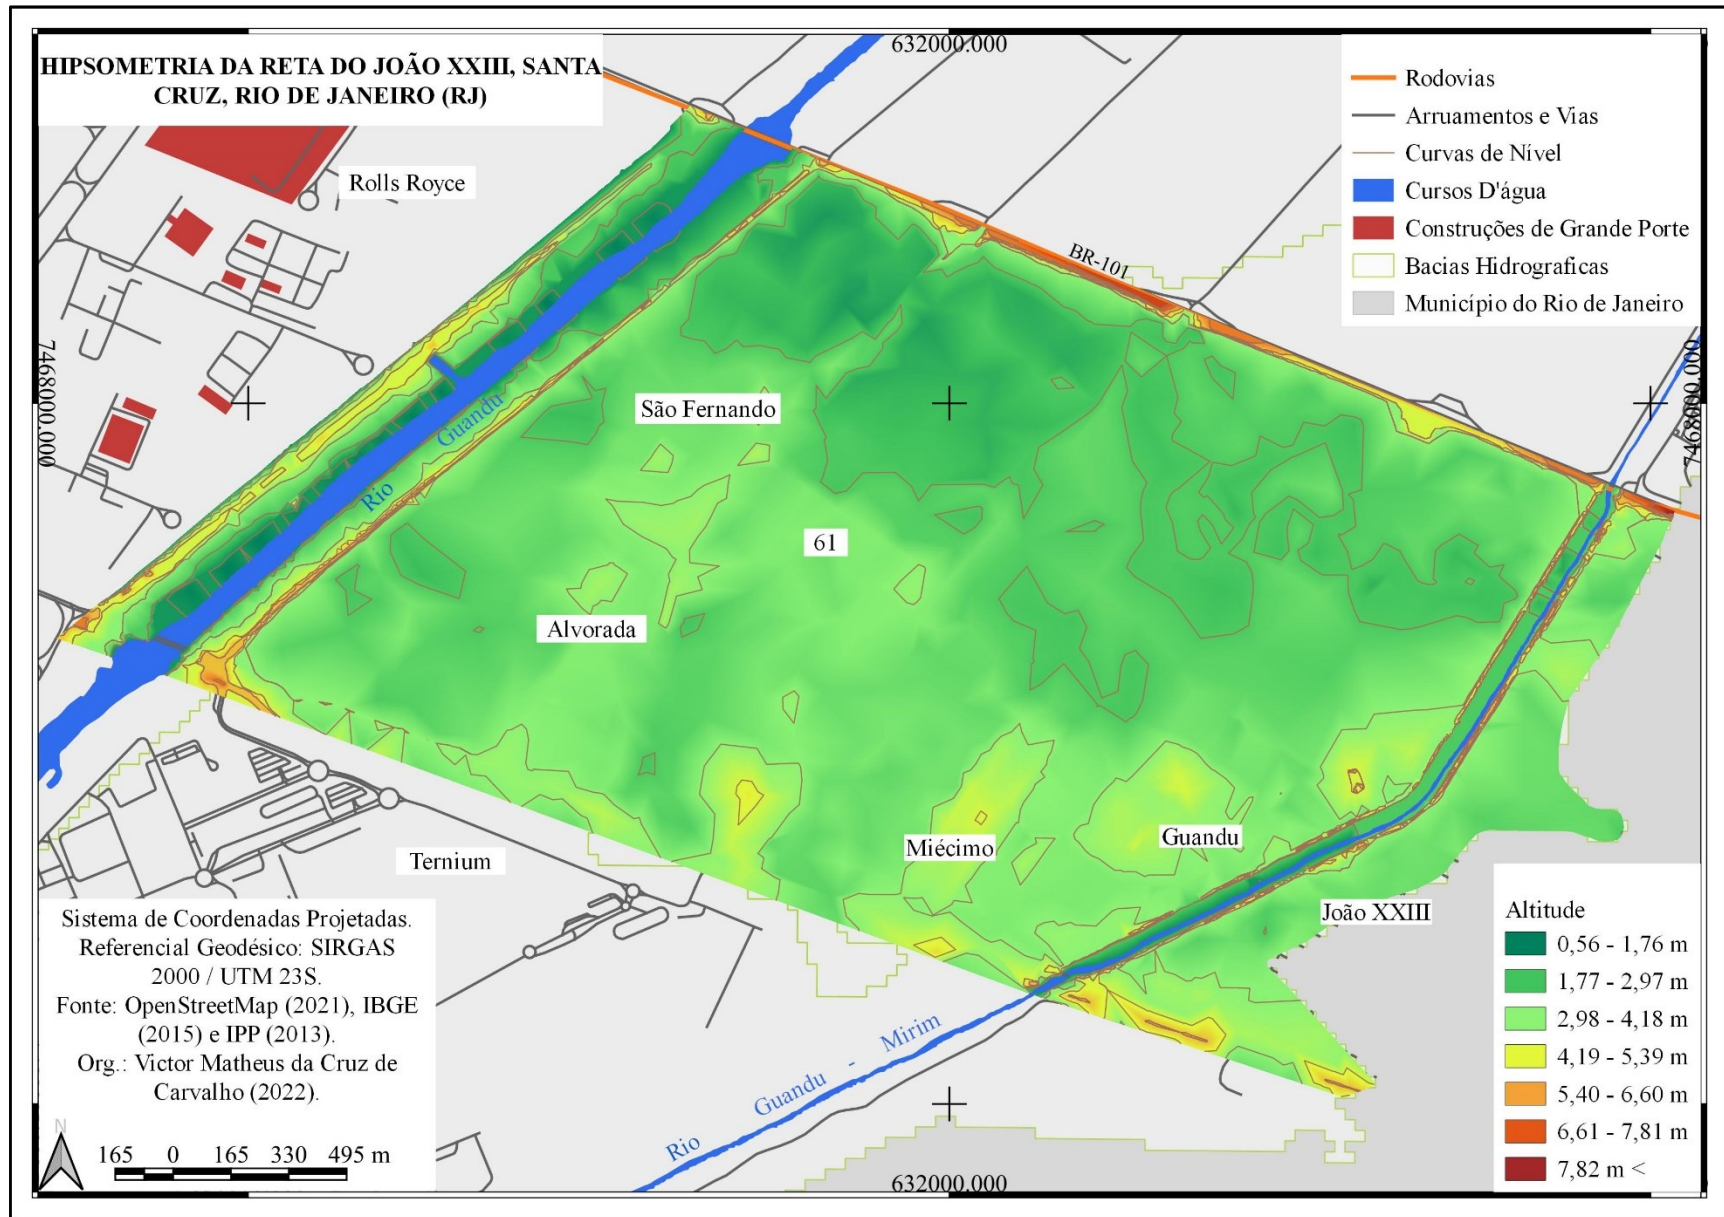 HIPSOMETRIA DA RETA DO JOÃO XXIII, SANTA
CRUZ, RIO DE JANEIRO (RJ)
632000.000
Rodovias
Arruamentos e Vias
Curvas de Nível
Cursos D'água
Construções de Grande Porte
Bacias Hidrograficas
Município do Rio de Janeiro
Rolls Royce
BR-101
7468000.000
7468000.000
São Fernando
Rio Guandu
61
Alvorada
Ternium
Miécimo
Guandu
João XXIII
Rio Guandu - Mirim
Sistema de Coordenadas Projetadas.
Referencial Geodésico: SIRGAS
2000 / UTM 23S.
Fonte: OpenStreetMap (2021), IBGE
(2015) e IPP (2013).
Org.: Victor Matheus da Cruz de
Carvalho (2022).
N
165 0 165 330 495 m
632000.000
Altitude
0,56 - 1,76 m
1,77 - 2,97 m
2,98 - 4,18 m
4,19 - 5,39 m
5,40 - 6,60 m
6,61 - 7,81 m
7,82 m <